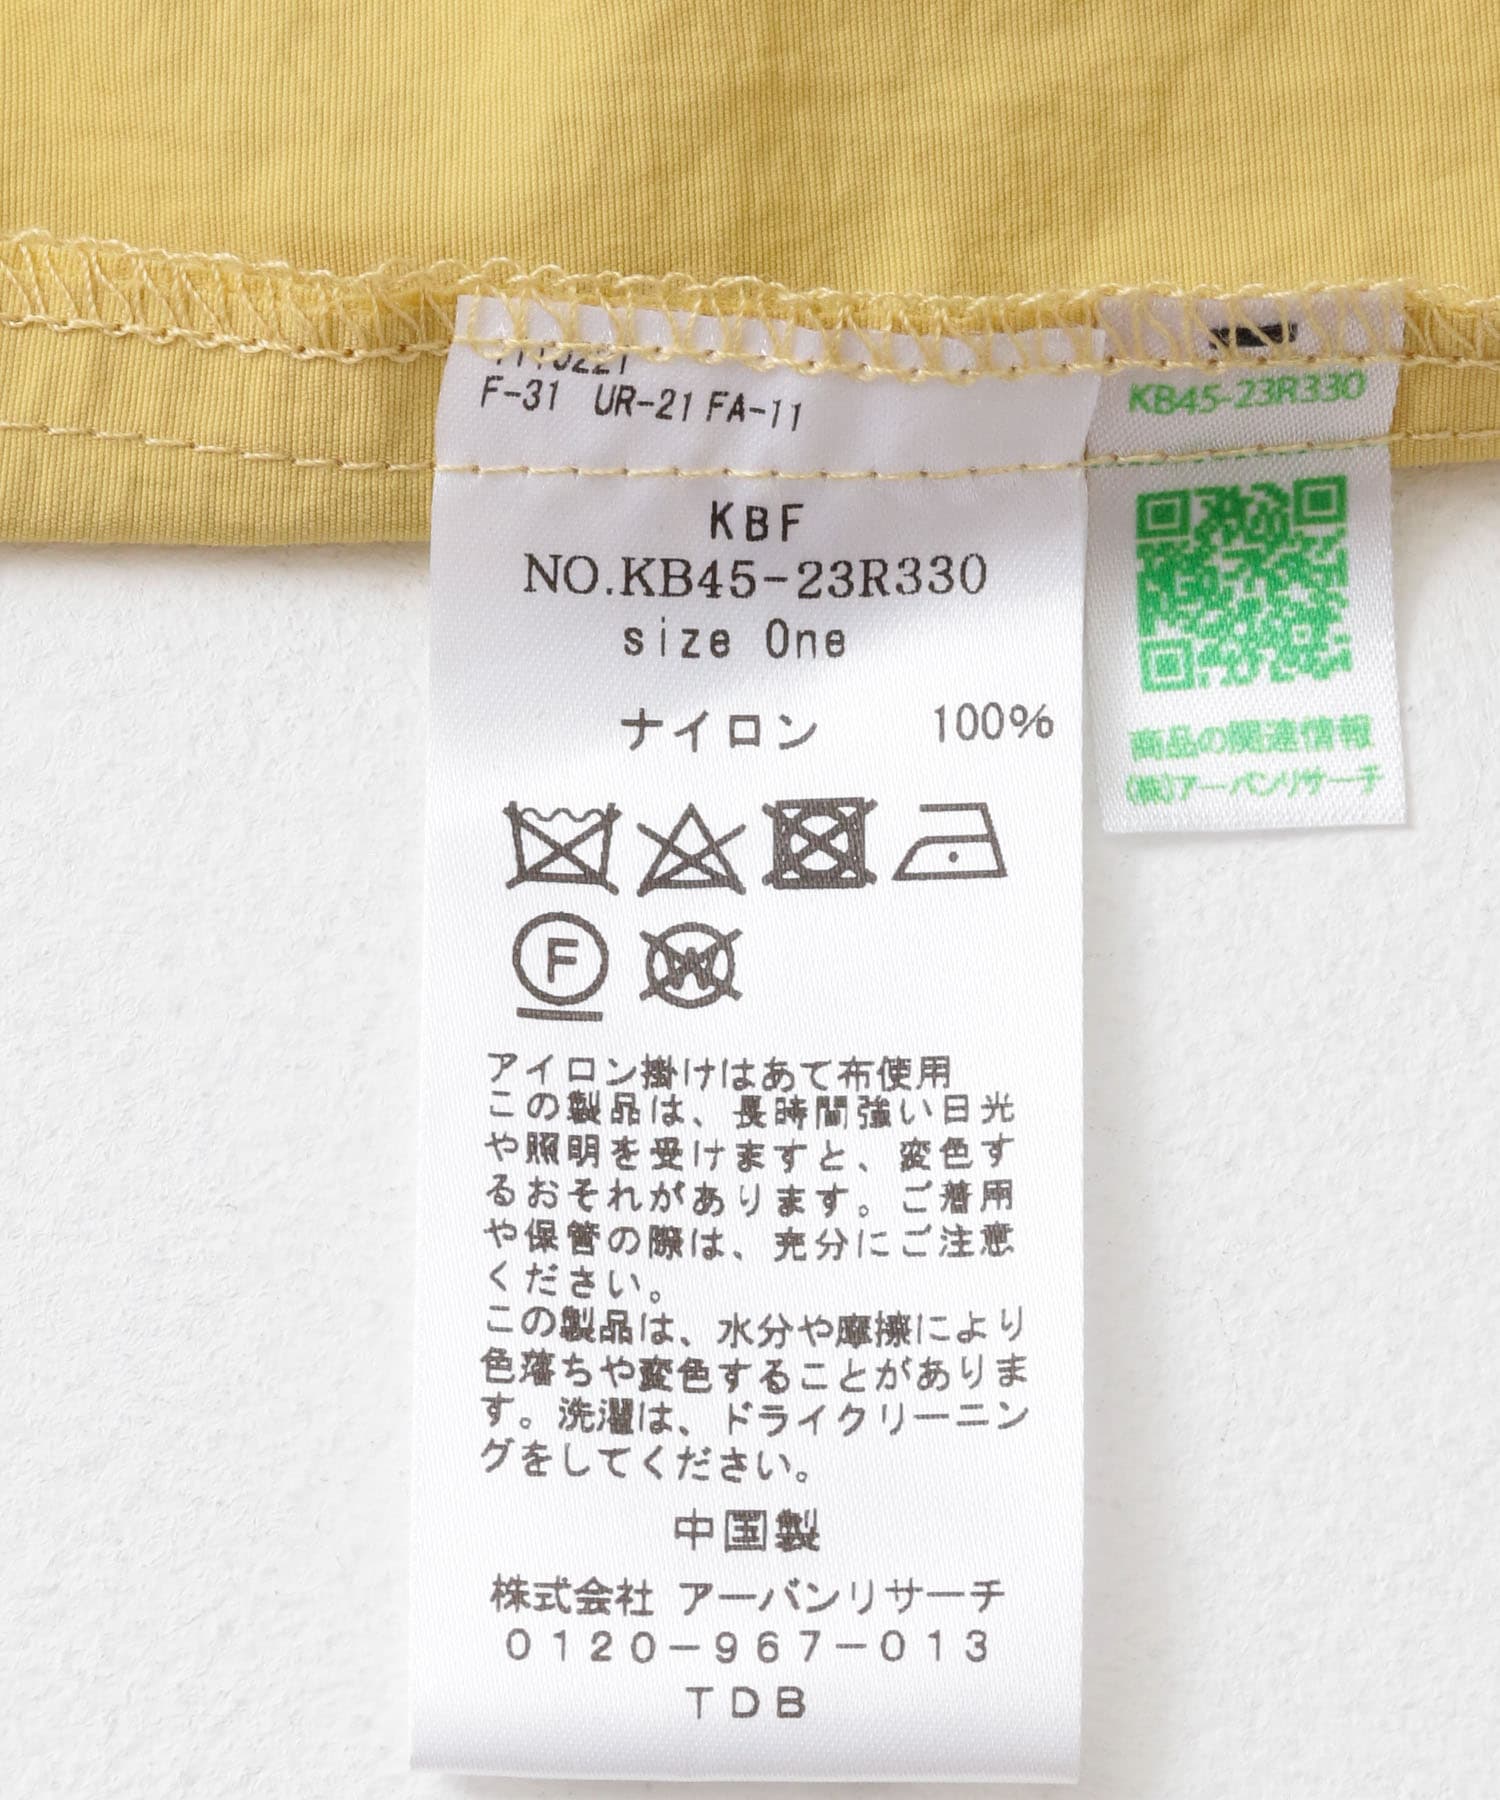 F-31 UR-21 FA-11
KBF
NO.KB45-23R330
size One
ナイロン 100%
F
W
アイロン掛けはあて布使用
この製品は、長時間強い日光
や照明を受けますと、変色す
るおそれがあります。ご着用
や保管の際は、充分にご注意
ください。
この製品は、水分や摩擦により
色落ちや変色することがありま
す。洗濯は、ドライクリーニン
グをしてください。
中国製
株式会社 アーバンリサーチ
0120-967-013
TDB
KB45-23R330
商品の関連情報
(株)アーバンリサーチ